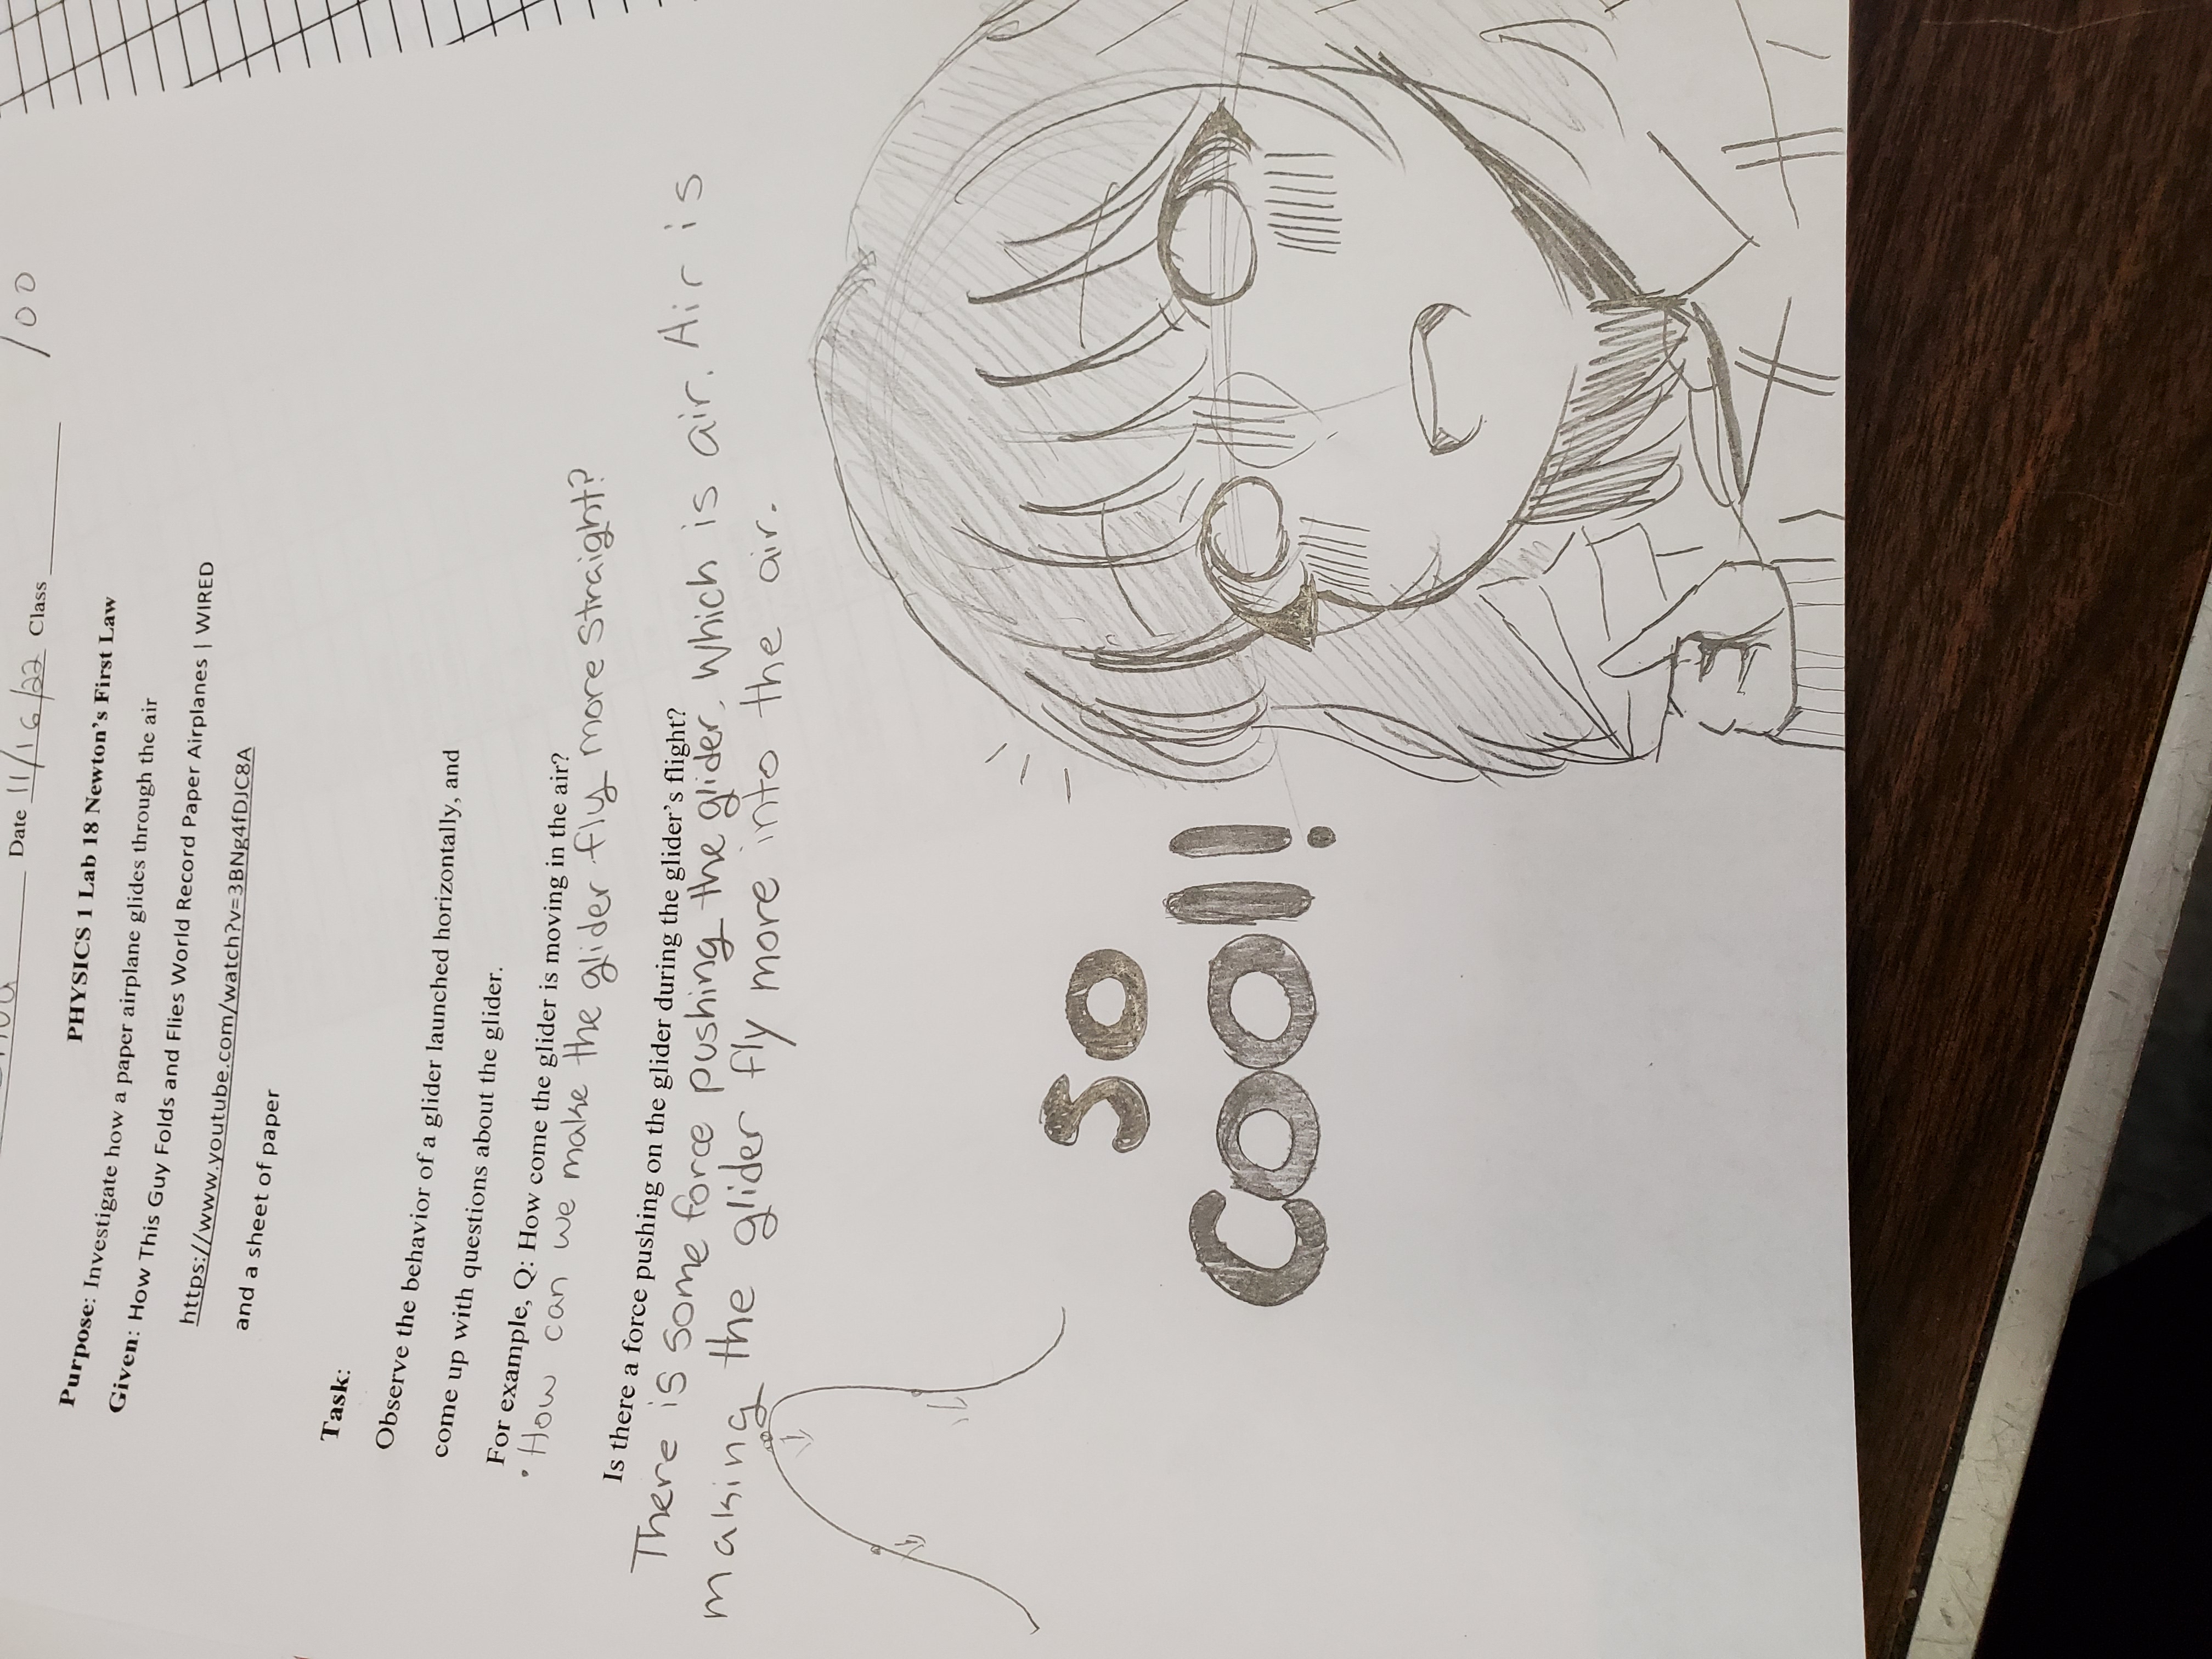 Date 11/16/22 Class
100
PHYSICS 1 Lab 18 Newton's First Law
Purpose: Investigate how a paper airplane glides through the air
Given: How This Guy Folds and Flies World Record Paper Airplanes | WIRED
https://www.youtube.com/watch?v=3BNg4fDJC8A
and a sheet of paper
Task:
Observe the behavior of a glider launched horizontally, and
come up with questions about the glider.
For example, Q: How come the glider is moving in the air?
• How can we make the glider fly more straight?
Is there a force pushing on the glider during the glider's flight?
There is some force pushing the glider. Which is air. Air is
making the glider fly more into the air.
SO
COOl!